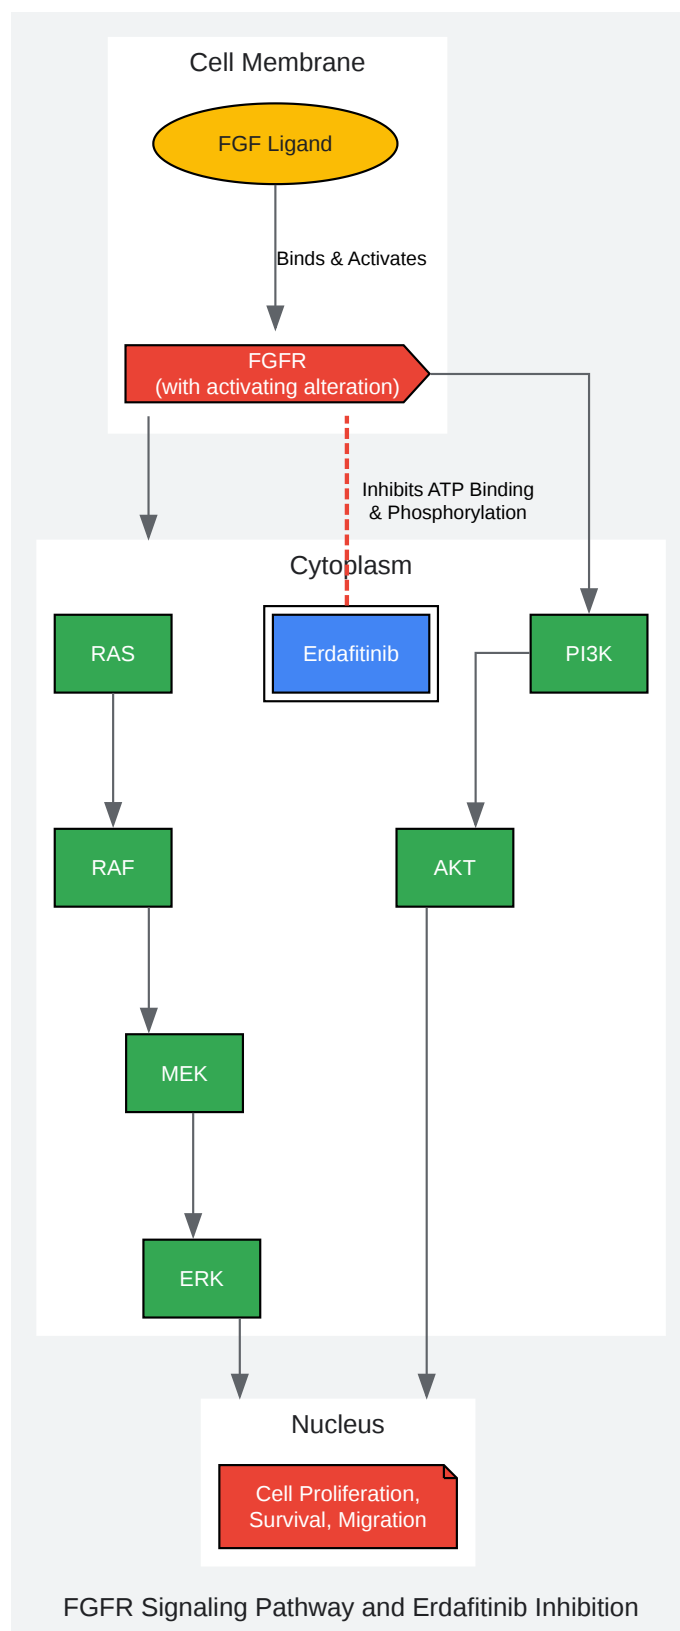 Cell Membrane
FGF Ligand
Binds & Activates
FGFR
(with activating alteration)
Inhibits ATP Binding
& Phosphorylation
Cytoplasm
RAS
Erdafitinib
PI3K
RAF
AKT
MEK
ERK
Nucleus
Cell Proliferation,
Survival, Migration
FGFR Signaling Pathway and Erdafitinib Inhibition